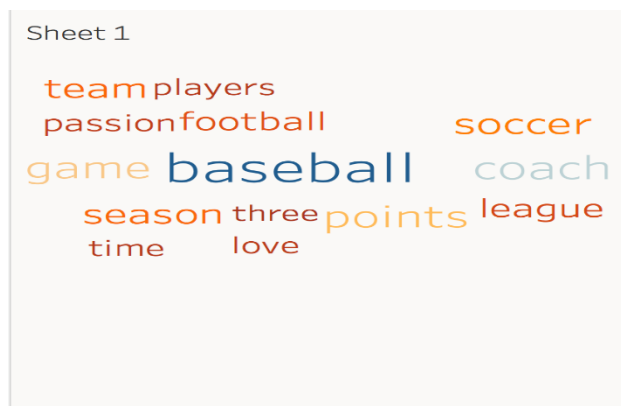 Sheet 1
team players
passion football soccer
game baseball coach
season three points league
time love